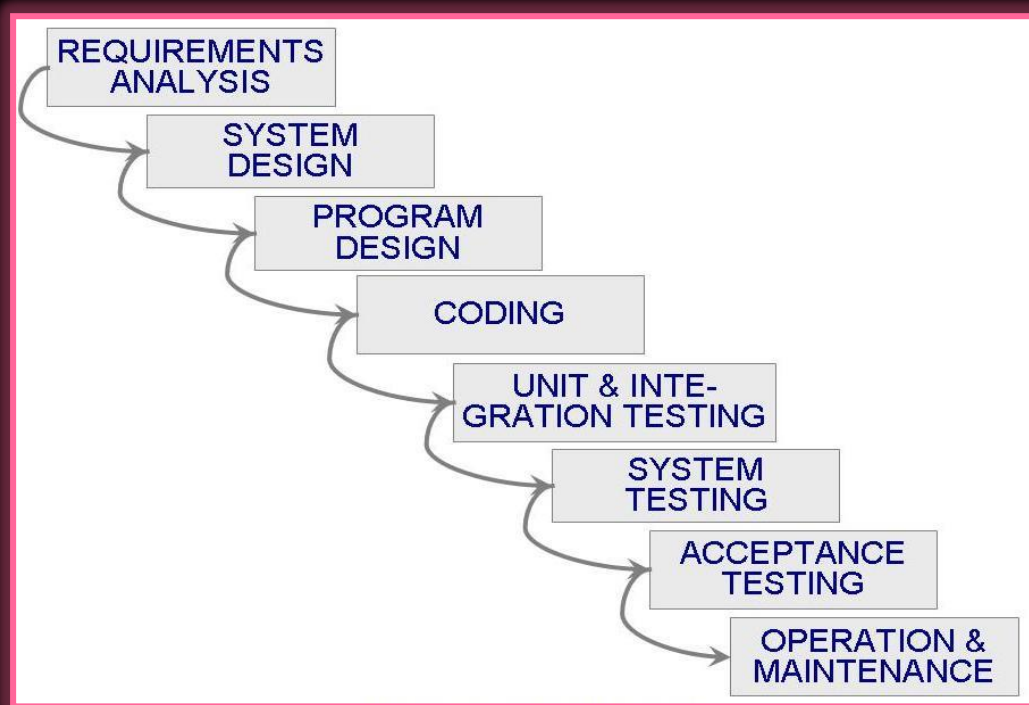 REQUIREMENTS
ANALYSIS
SYSTEM
DESIGN
PROGRAM
DESIGN
CODING
UNIT & INTE-
GRATION TESTING
SYSTEM
TESTING
ACCEPTANCE
TESTING
OPERATION &
MAINTENANCE